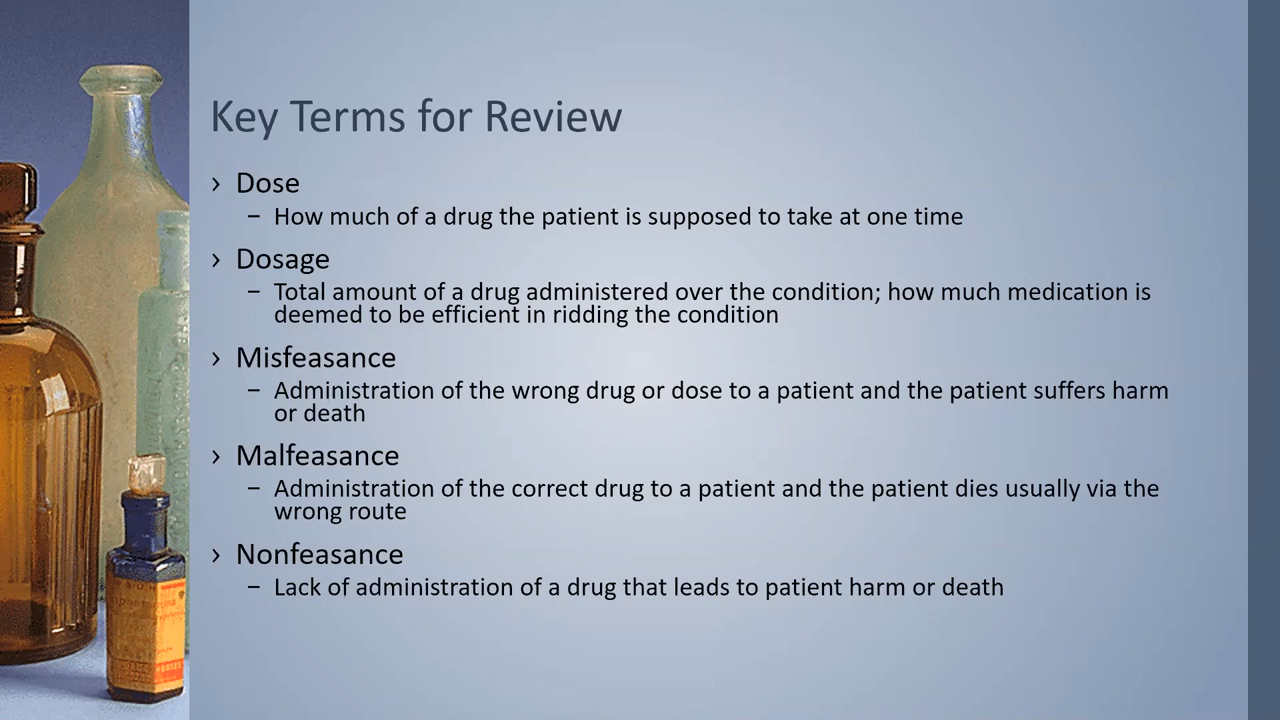 Key Terms for Review
› Dose
– How much of a drug the patient is supposed to take at one time
› Dosage
– Total amount of a drug administered over the condition; how much medication is
deemed to be efficient in ridding the condition
› Misfeasance
– Administration of the wrong drug or dose to a patient and the patient suffers harm
or death
› Malfeasance
– Administration of the correct drug to a patient and the patient dies usually via the
wrong route
› Nonfeasance
– Lack of administration of a drug that leads to patient harm or death